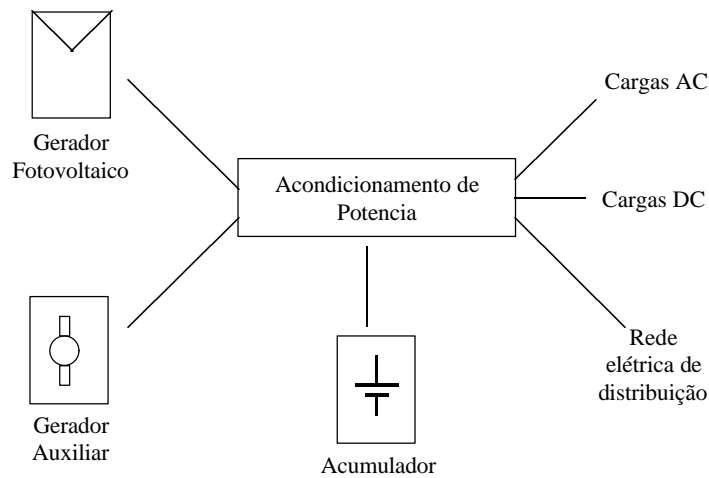 Gerador
Fotovoltaico
Cargas AC
Acondicionamento de
Potencia
Cargas DC
Gerador
Auxiliar
Acumulador
Rede
elétrica de
distribuição